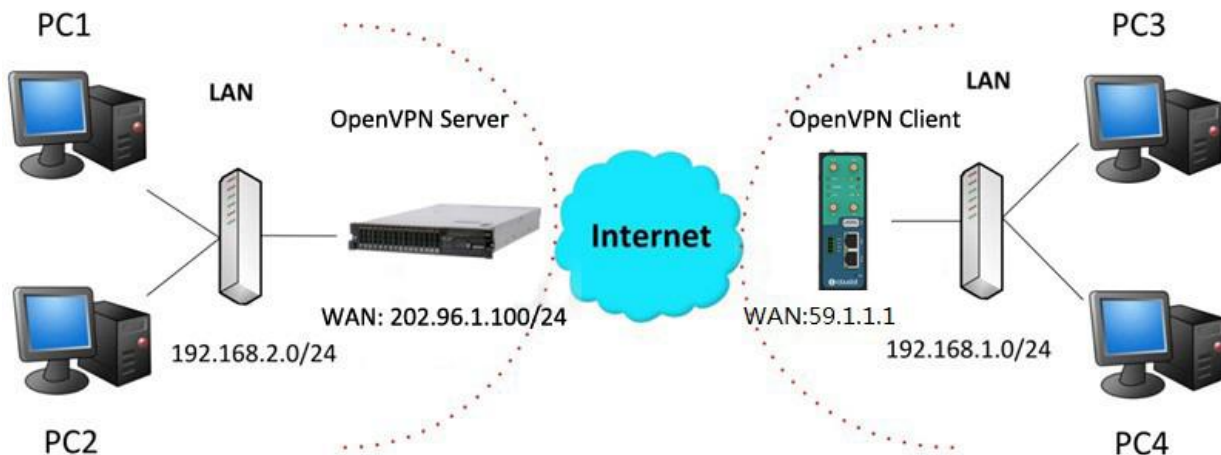 PC1
PC3
LAN
LAN
OpenVPN Server
OpenVPN Client
Internet
WAN: 202.96.1.100/24
WAN:59.1.1.1
192.168.2.0/24
192.168.1.0/24
PC2
PC4